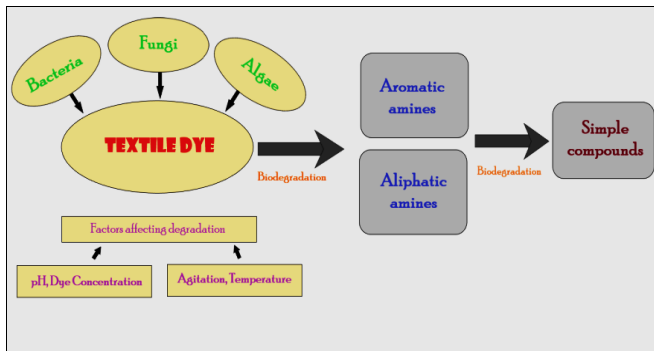 Bacteria
Fungi
Algae
TEXTILE DYE
Biodegradation
Aromatic
amines
Aliphatic
amines
Biodegradation
Simple
compounds
Factors affecting degradation
pH, Dye Concentration
Agitation, Temperature